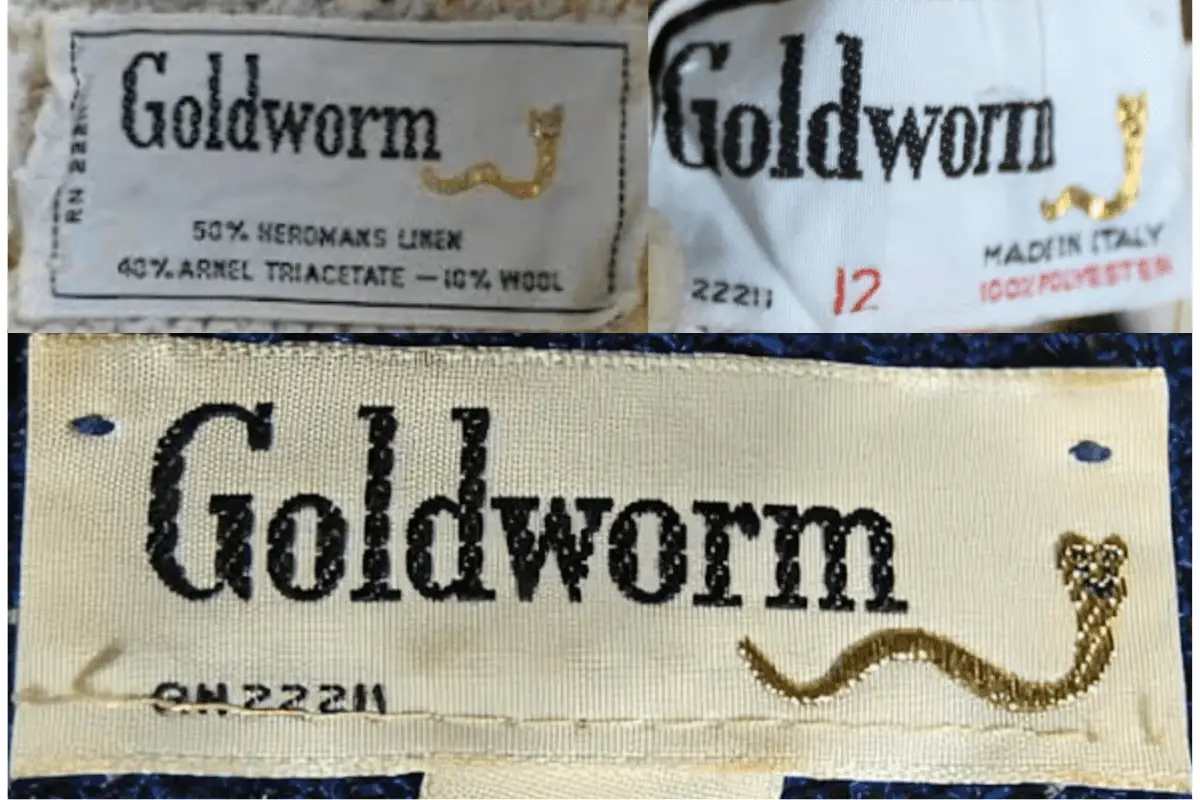 Goldworm
RN
50% HEROMANS LINEN
40% ARNEL TRIACETATE — 10% WOOL
Goldworm
MADE IN ITALY
22211 12 100% POLYESTER
Goldworm
RN 22211